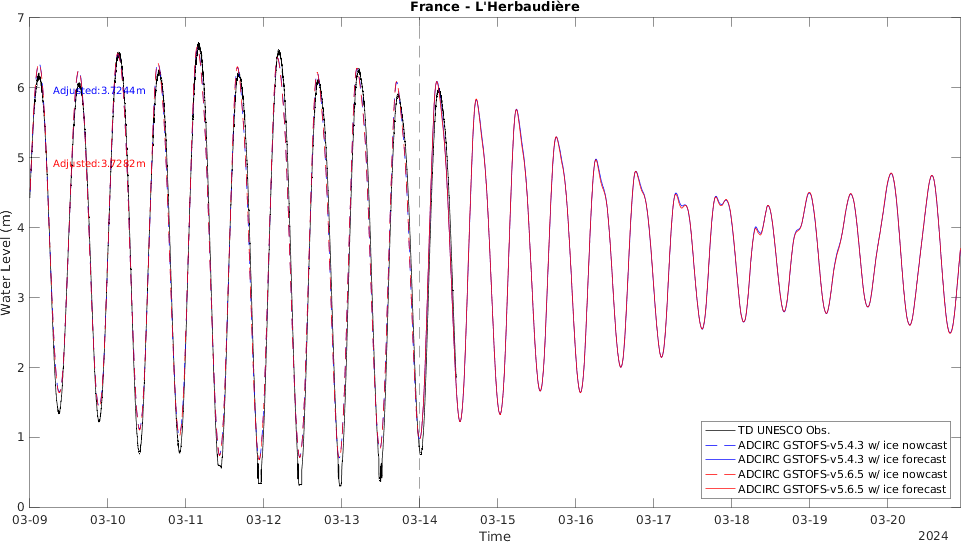 France - L'Herbaudière
7
6
5
4
3
2
1
0
Water Level (m)
Adjusted:3.7244m
Adjusted:3.7282m
TD UNESCO Obs.
ADCIRC GSTOFS-v5.4.3 w/ ice nowcast
ADCIRC GSTOFS-v5.4.3 w/ ice forecast
ADCIRC GSTOFS-v5.6.5 w/ ice nowcast
ADCIRC GSTOFS-v5.6.5 w/ ice forecast
03-09 03-10 03-11 03-12 03-13 03-14 03-15 03-16 03-17 03-18 03-19 03-20
Time
2024